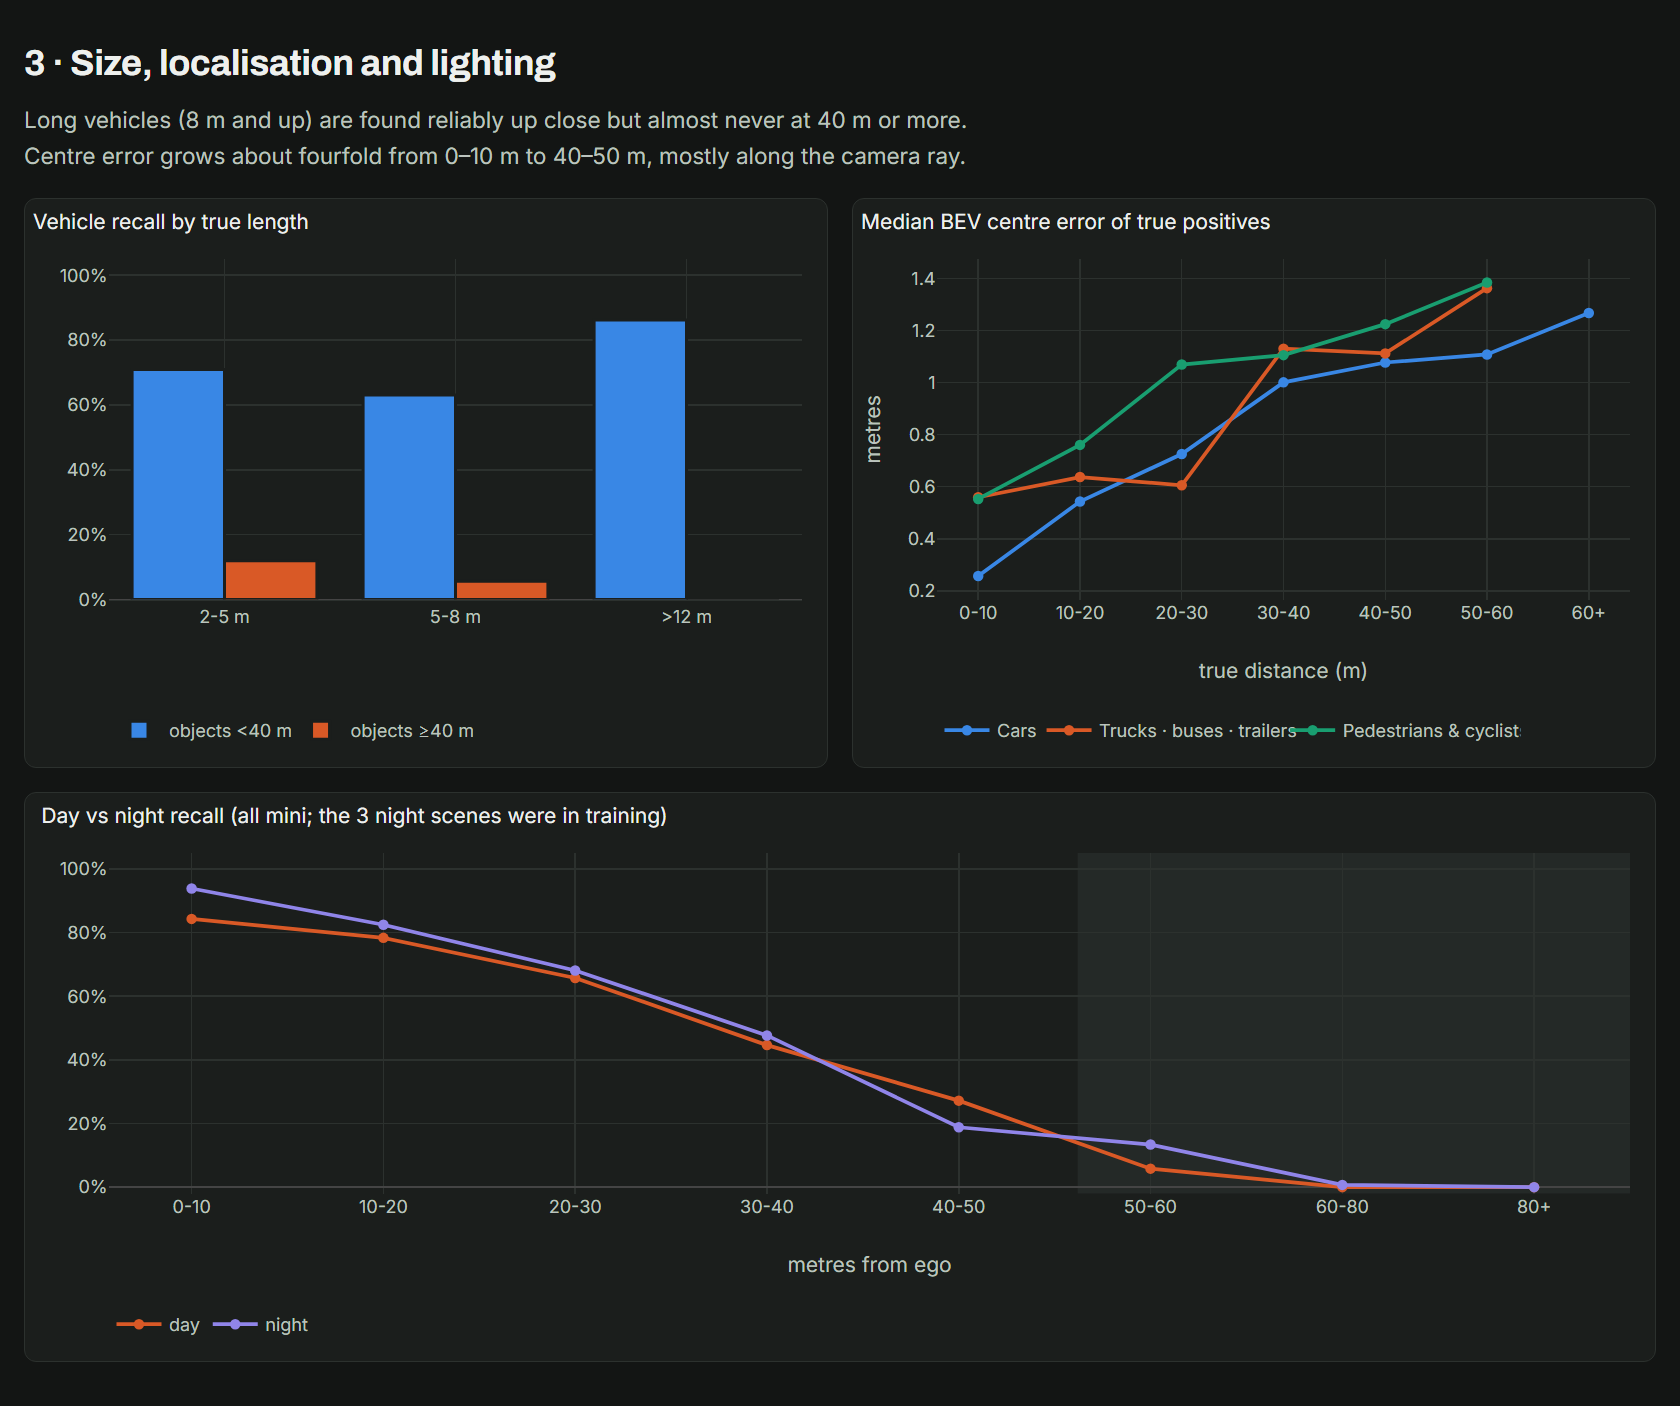 3 · Size, localisation and lighting
Long vehicles (8 m and up) are found reliably up close but almost never at 40 m or more.
Centre error grows about fourfold from 0–10 m to 40–50 m, mostly along the camera ray.
Vehicle recall by true length
100%
80%
60%
40%
20%
0%
2-5 m
5-8 m
>12 m
objects <40 m
objects ≥40 m
Median BEV centre error of true positives
metres
1.4
1.2
1
0.8
0.6
0.4
0.2
0-10
10-20
20-30
30-40
40-50
50-60
60+
true distance (m)
Cars
Trucks · buses · trailers
Pedestrians & cyclist
Day vs night recall (all mini; the 3 night scenes were in training)
100%
80%
60%
40%
20%
0%
0-10
10-20
20-30
30-40
40-50
50-60
60-80
80+
metres from ego
day
night